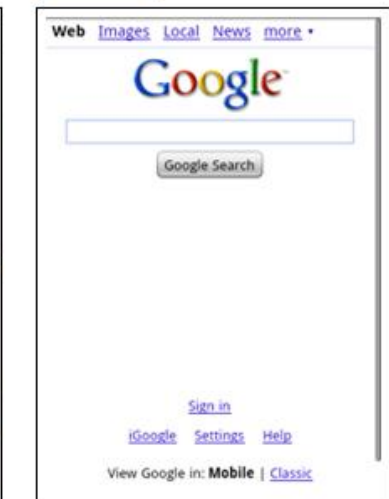 Web Images Local News more ▾
Google
Google Search
Sign in
iGoogle Settings Help
View Google in: Mobile | Classic